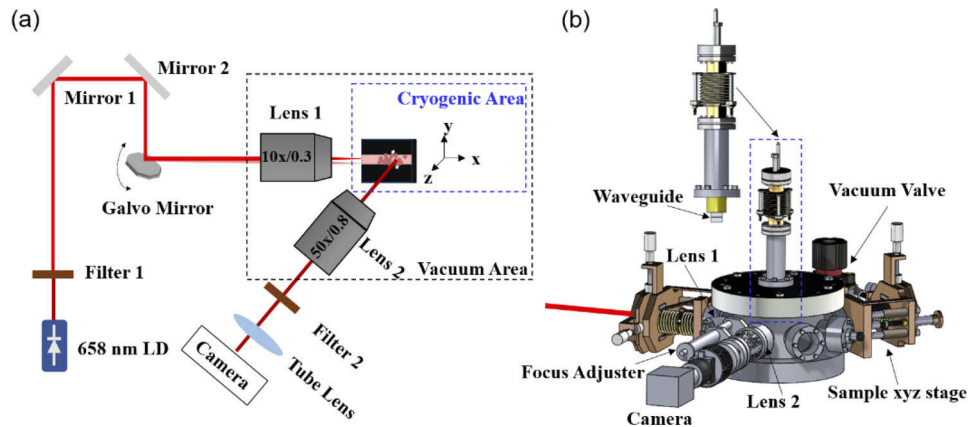 (a)
Mirror 2
Mirror 1
Lens 1
Cryogenic Area
10x/0.3
y
x
z
Galvo Mirror
50x/0.8
Lens 2
Vacuum Area
Filter 1
Filter 2
658 nm LD
Tube Lens
Camera
(b)
Waveguide
Vacuum Valve
Lens 1
Focus Adjuster
Lens 2
Sample xyz stage
Camera